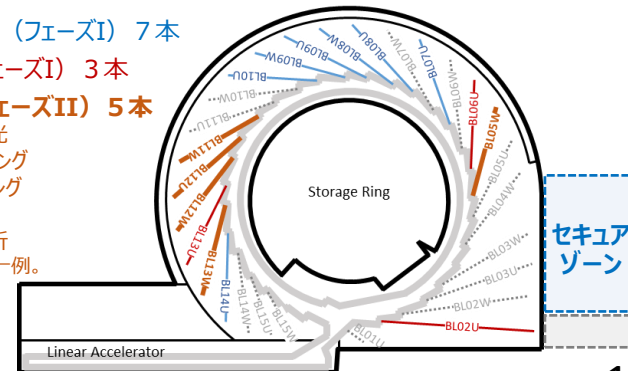 （フェーズI）７本
ェーズI）３本
ェーズII）５本
ング
ング
析
一例。
BL10W
BL10U
BL09W
BL09U
BL08W
BL08U
BL07W
BL07U
BL06W
BL06U
BL05W
BL05U
BL04W
BL03W
BL03U
BL02W
BL02U
BL01U
BL11U
BL11W
BL12U
BL12W
BL13U
BL13W
BL14U
BL14W
BL15U
BL15W
Storage Ring
Linear Accelerator
セキュア
ゾーン